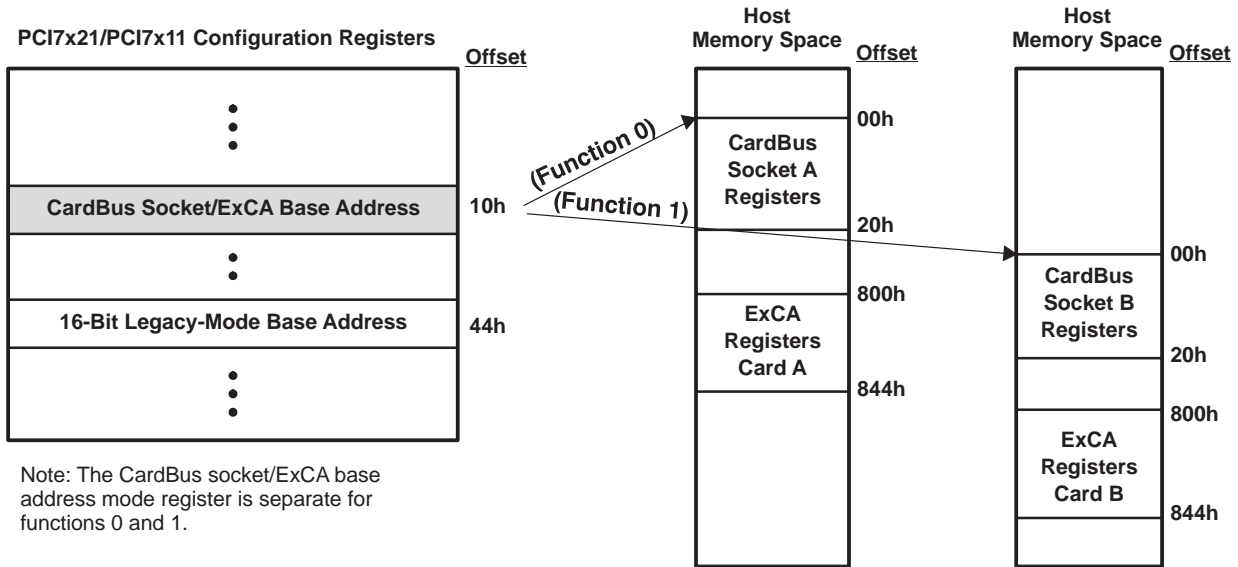 PCI7x21/PCI7x11 Configuration Registers
Offset
CardBus Socket/ExCA Base Address
10h
16-Bit Legacy-Mode Base Address
44h
Note: The CardBus socket/ExCA base
address mode register is separate for
functions 0 and 1.
(Function 0)
(Function 1)
Host
Memory Space
Offset
00h
CardBus
Socket A
Registers
20h
800h
ExCA
Registers
Card A
844h
Host
Memory Space
Offset
00h
CardBus
Socket B
Registers
20h
800h
ExCA
Registers
Card B
844h